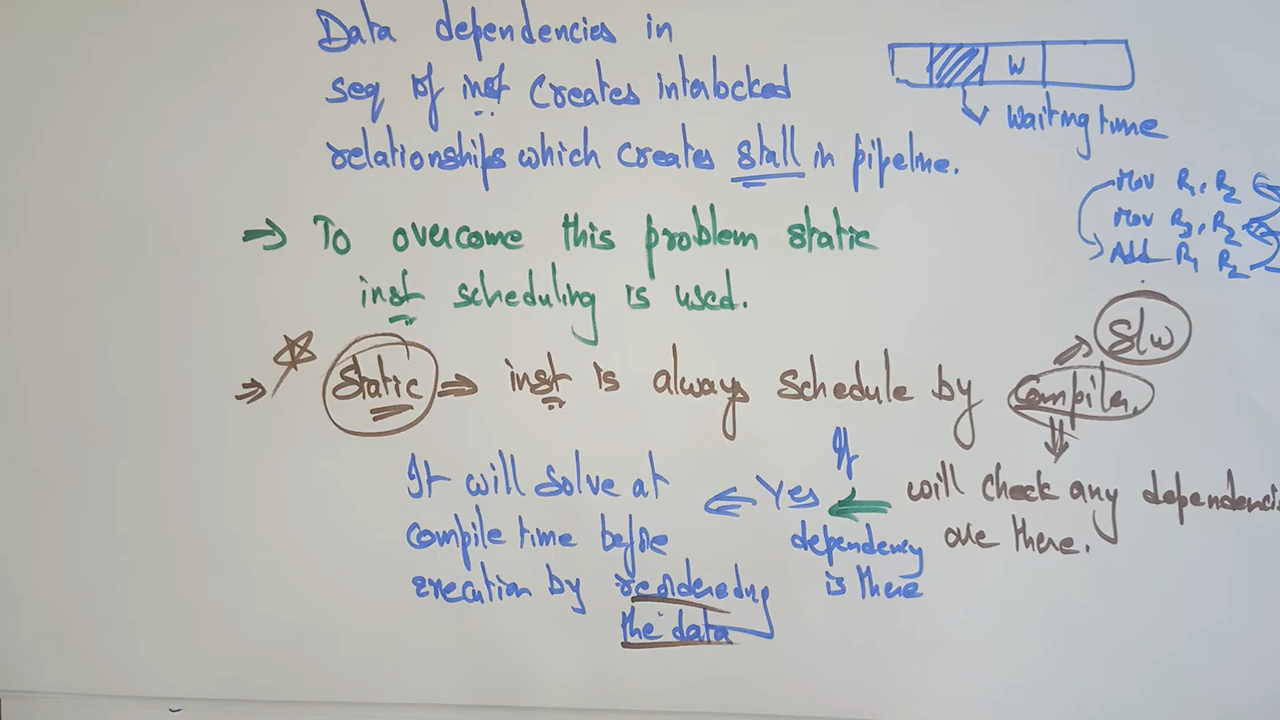 Data dependencies in
seq of inst creates interlocked
relationships which creates stall in pipeline.
W
waiting time
Mov R1, R2
Mov R3, R2
Add R1 R2
⇒ To overcome this problem static
inst scheduling is used.
⇒ Static ⇒ inst is always schedule by compiler.
S/w
will check any dependencies
are there.
If
Yes
dependency
is there
It will solve at
compile time before
execution by reordering
the data